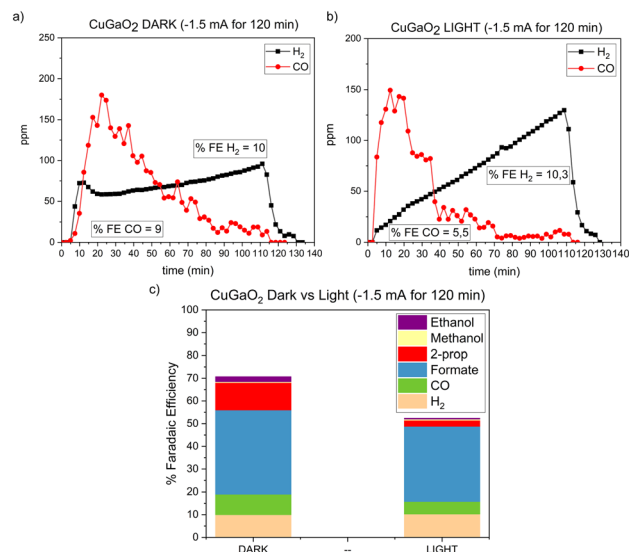 a)
CuGaO₂ DARK (-1.5 mA for 120 min)
250
200
150
100
50
0
ppm
H₂
CO
% FE H₂ = 10
% FE CO = 9
0 10 20 30 40 50 60 70 80 90 100 110 120 130 140
time (min)
b)
CuGaO₂ LIGHT (-1.5 mA for 120 min)
200
150
100
50
0
ppm
H₂
CO
% FE H₂ = 10,3
% FE CO = 5,5
0 10 20 30 40 50 60 70 80 90 100110120130140
time (min)
c)
CuGaO₂ Dark vs Light (-1.5 mA for 120 min)
100
90
80
70
60
50
40
30
20
10
0
% Faradaic Efficiency
Ethanol
Methanol
2-prop
Formate
CO
H₂
DARK -- LIGHT